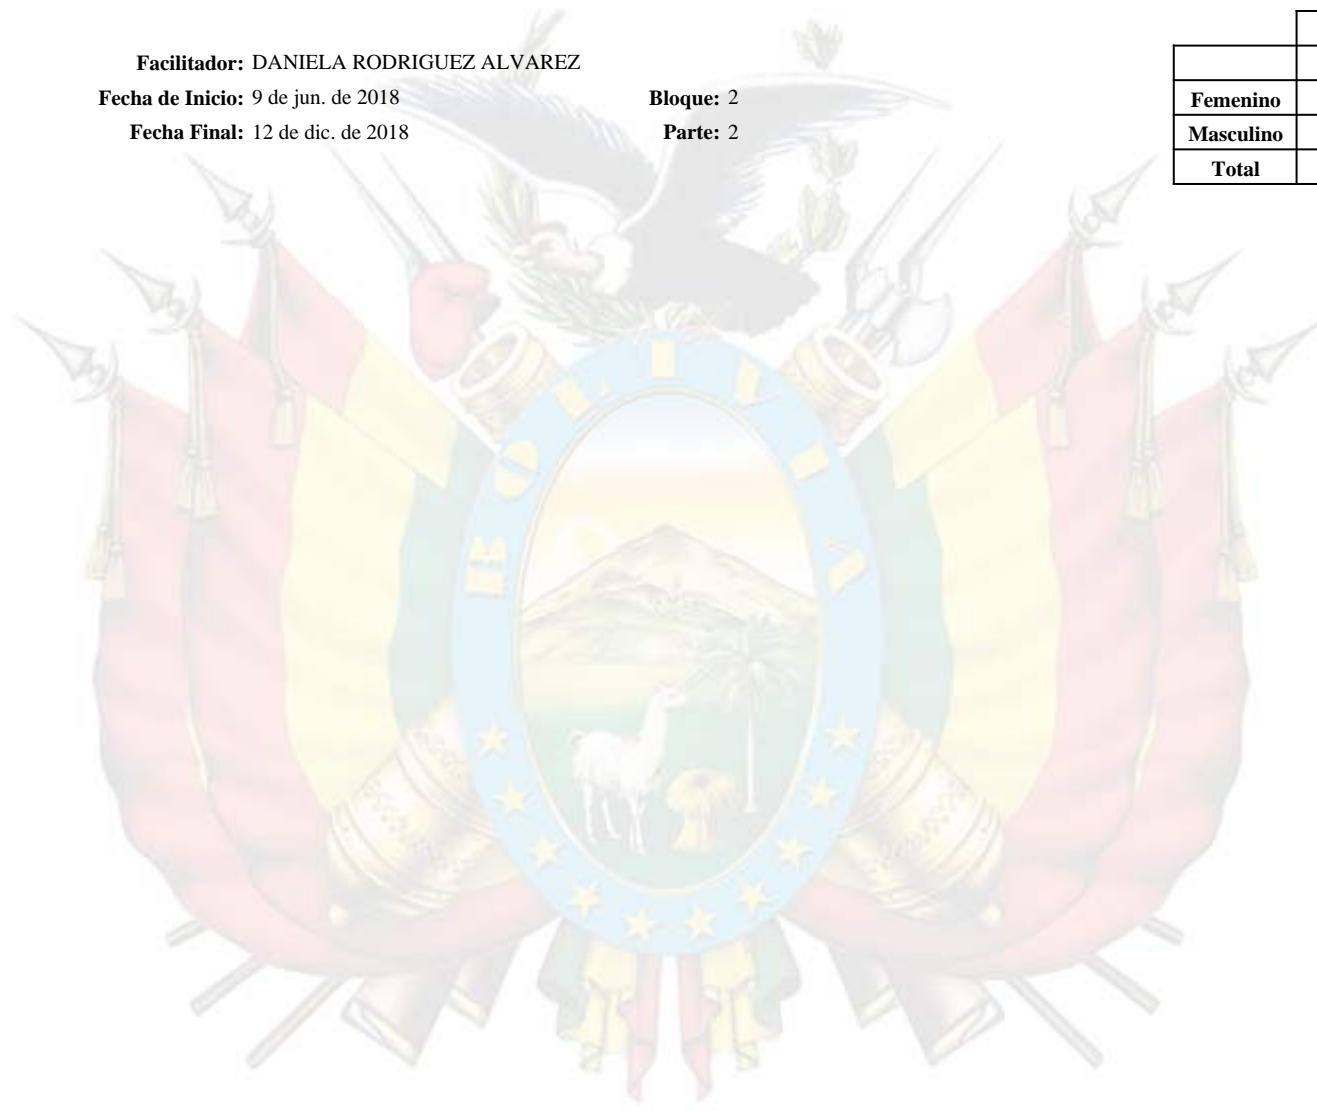 Facilitador: DANIELA RODRIGUEZ ALVAREZ
Fecha de Inicio: 9 de jun. de 2018 Bloque: 2
Fecha Final: 12 de dic. de 2018 Parte: 2
Femenino
Masculino
Total
BOLIVIA